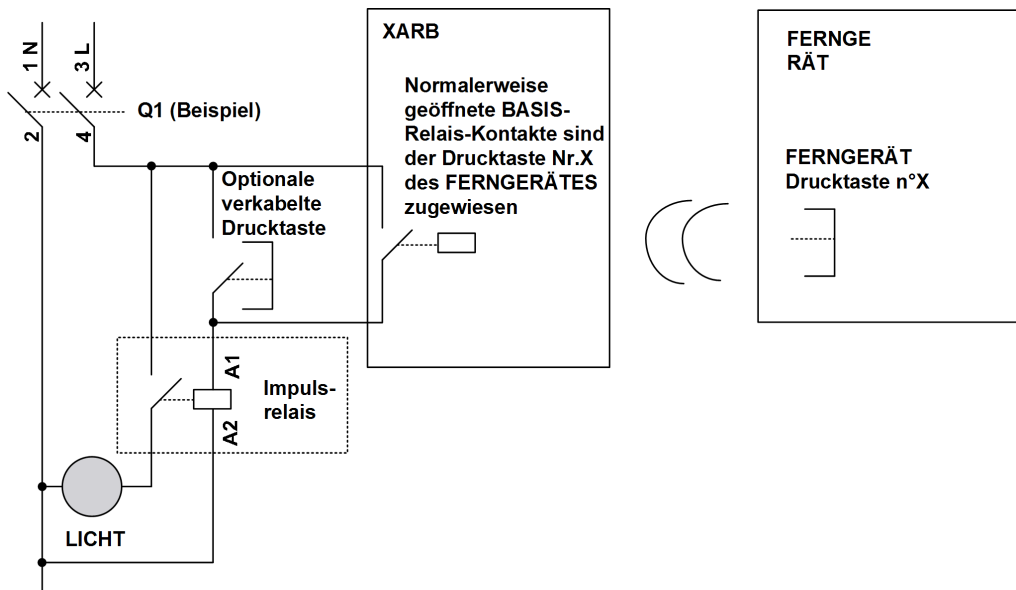 1 N
3 L
Q1 (Beispiel)
2
4
Optionale
verkabelte
Drucktaste
A1
A2
Impuls-
relais
LICHT
XARB
Normalerweise
geöffnete BASIS-
Relais-Kontakte sind
der Drucktaste Nr.X
des FERNGERÄTES
zugewiesen
FERNGE
RÄT
FERNGERÄT
Drucktaste n°X